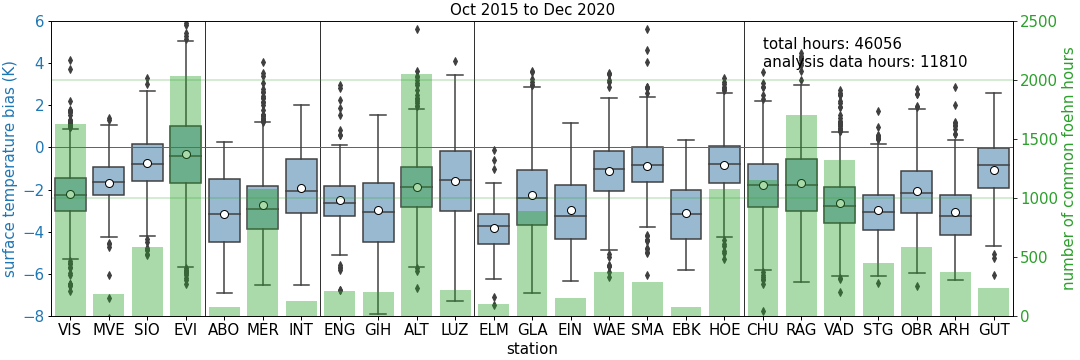 Oct 2015 to Dec 2020
surface temperature bias (K)
6
4
2
0
−2
−4
−6
−8
total hours: 46056
analysis data hours: 11810
2500
2000
1500
1000
500
0
number of common foehn hours
VIS MVE SIO EVI ABO MER INT ENG GIH ALT LUZ ELM GLA EIN WAE SMA EBK HOE CHU RAG VAD STG OBR ARH GUT
station